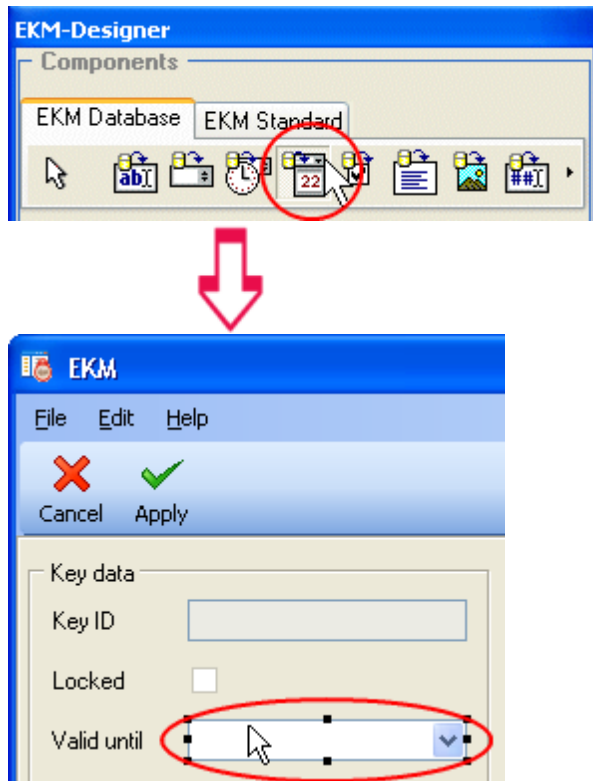 EKM-Designer
Components
EKM Database EKM Standard
abI 22 ##I
EKM
File Edit Help
Cancel Apply
Key data
Key ID
Locked
Valid until